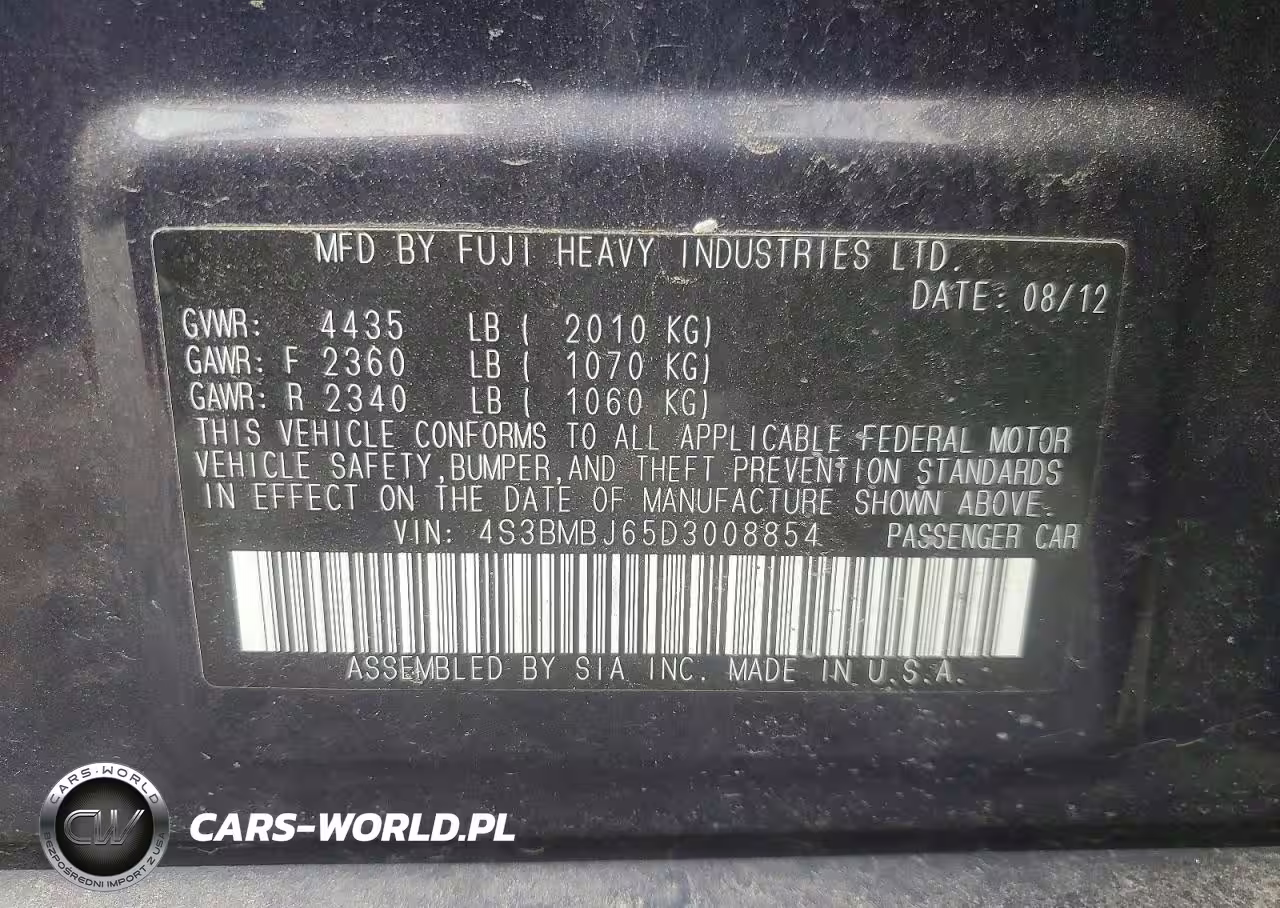 MFD BY FUJI HEAVY INDUSTRIES LTD.
DATE: 08/12
GVWR: 4435 LB ( 2010 KG)
GAWR: F 2360 LB ( 1070 KG)
GAWR: R 2340 LB ( 1060 KG)
THIS VEHICLE CONFORMS TO ALL APPLICABLE FEDERAL MOTOR
VEHICLE SAFETY,BUMPER,AND THEFT PREVENTION STANDARDS
IN EFFECT ON THE DATE OF MANUFACTURE SHOWN ABOVE.
VIN: 4S3BMBJ65D3008854 PASSENGER CAR
ASSEMBLED BY SIA INC. MADE IN U.S.A.
CARS-WORLD
CW
BEZPOŚREDNI IMPORT Z USA
CARS-WORLD.PL